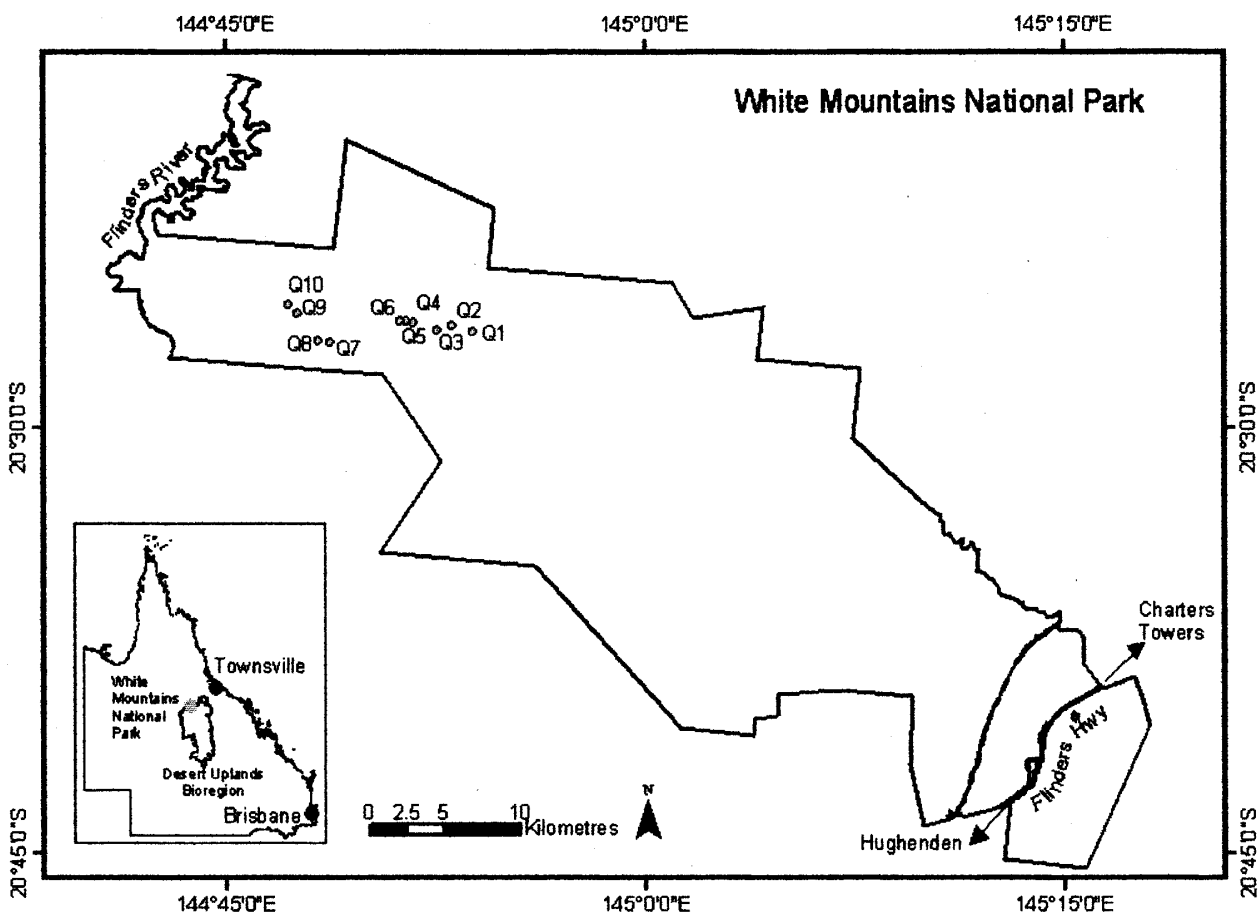 144°45'0"E
145°0'0"E
145°15'0"E
White Mountains National Park
Flinders River
Q10
Q9
Q8
Q7
Q6
Q4
Q5
Q3
Q2
Q1
20°30'0"S
20°30'0"S
Charters
Towers
Flinders Hwy
Hughenden
Townsville
White
Mountains
National
Park
Desert Uplands
Bioregion
Brisbane
0 2.5 5 10
Kilometres
N
20°45'0"S
20°45'0"S
144°45'0"E
145°0'0"E
145°15'0"E